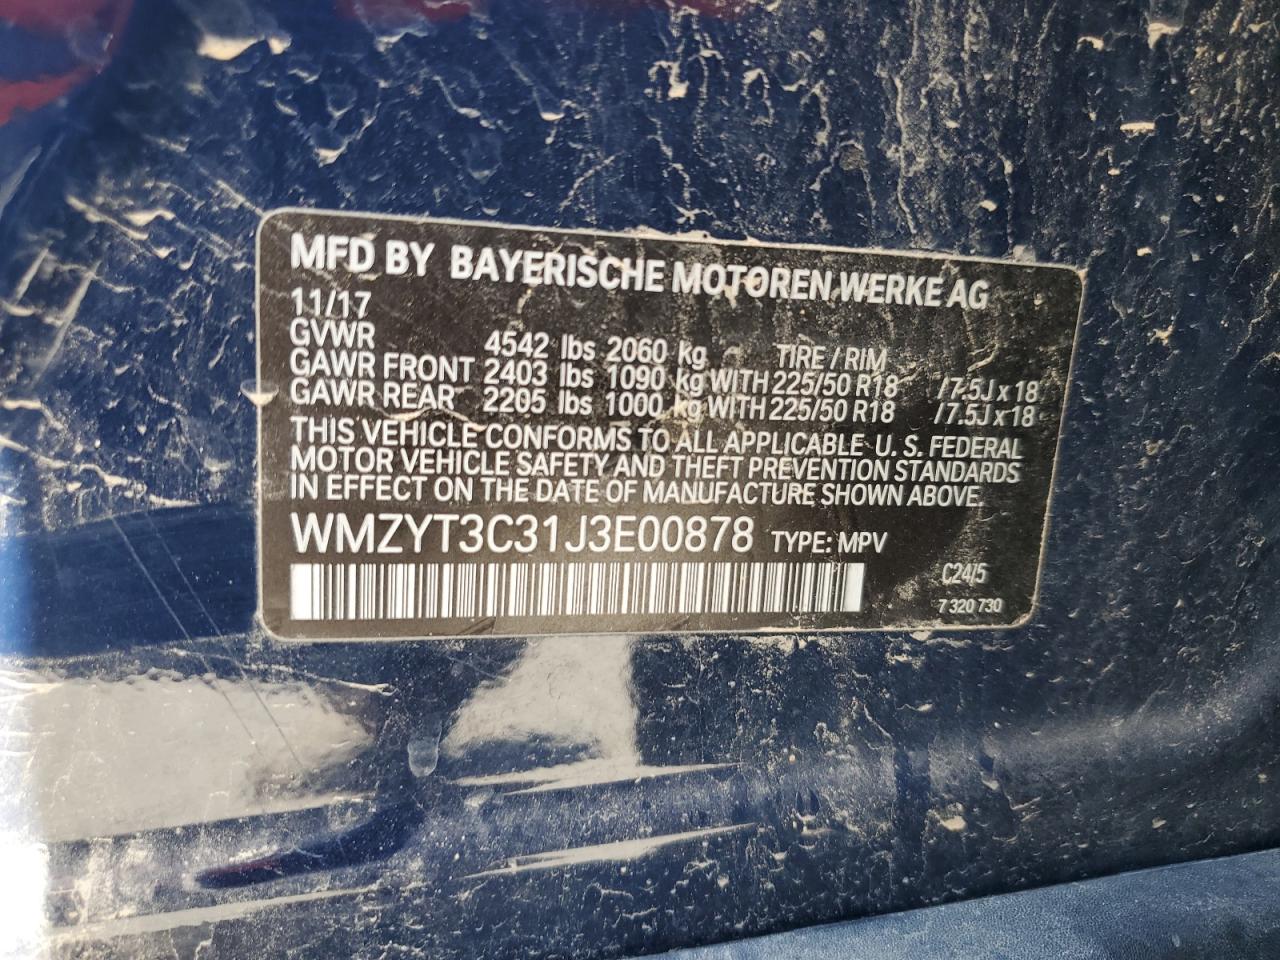 MFD BY BAYERISCHE MOTOREN WERKE AG
11/17
GVWR 4542 lbs 2060 kg TIRE / RIM
GAWR FRONT 2403 lbs 1090 kg WITH 225/50 R18 /7.5J x 18
GAWR REAR 2205 lbs 1000 kg WITH 225/50 R18 /7.5J x 18
THIS VEHICLE CONFORMS TO ALL APPLICABLE U. S. FEDERAL
MOTOR VEHICLE SAFETY AND THEFT PREVENTION STANDARDS
IN EFFECT ON THE DATE OF MANUFACTURE SHOWN ABOVE.
WMZYT3C31J3E00878 TYPE: MPV
C24/5
7 320 730